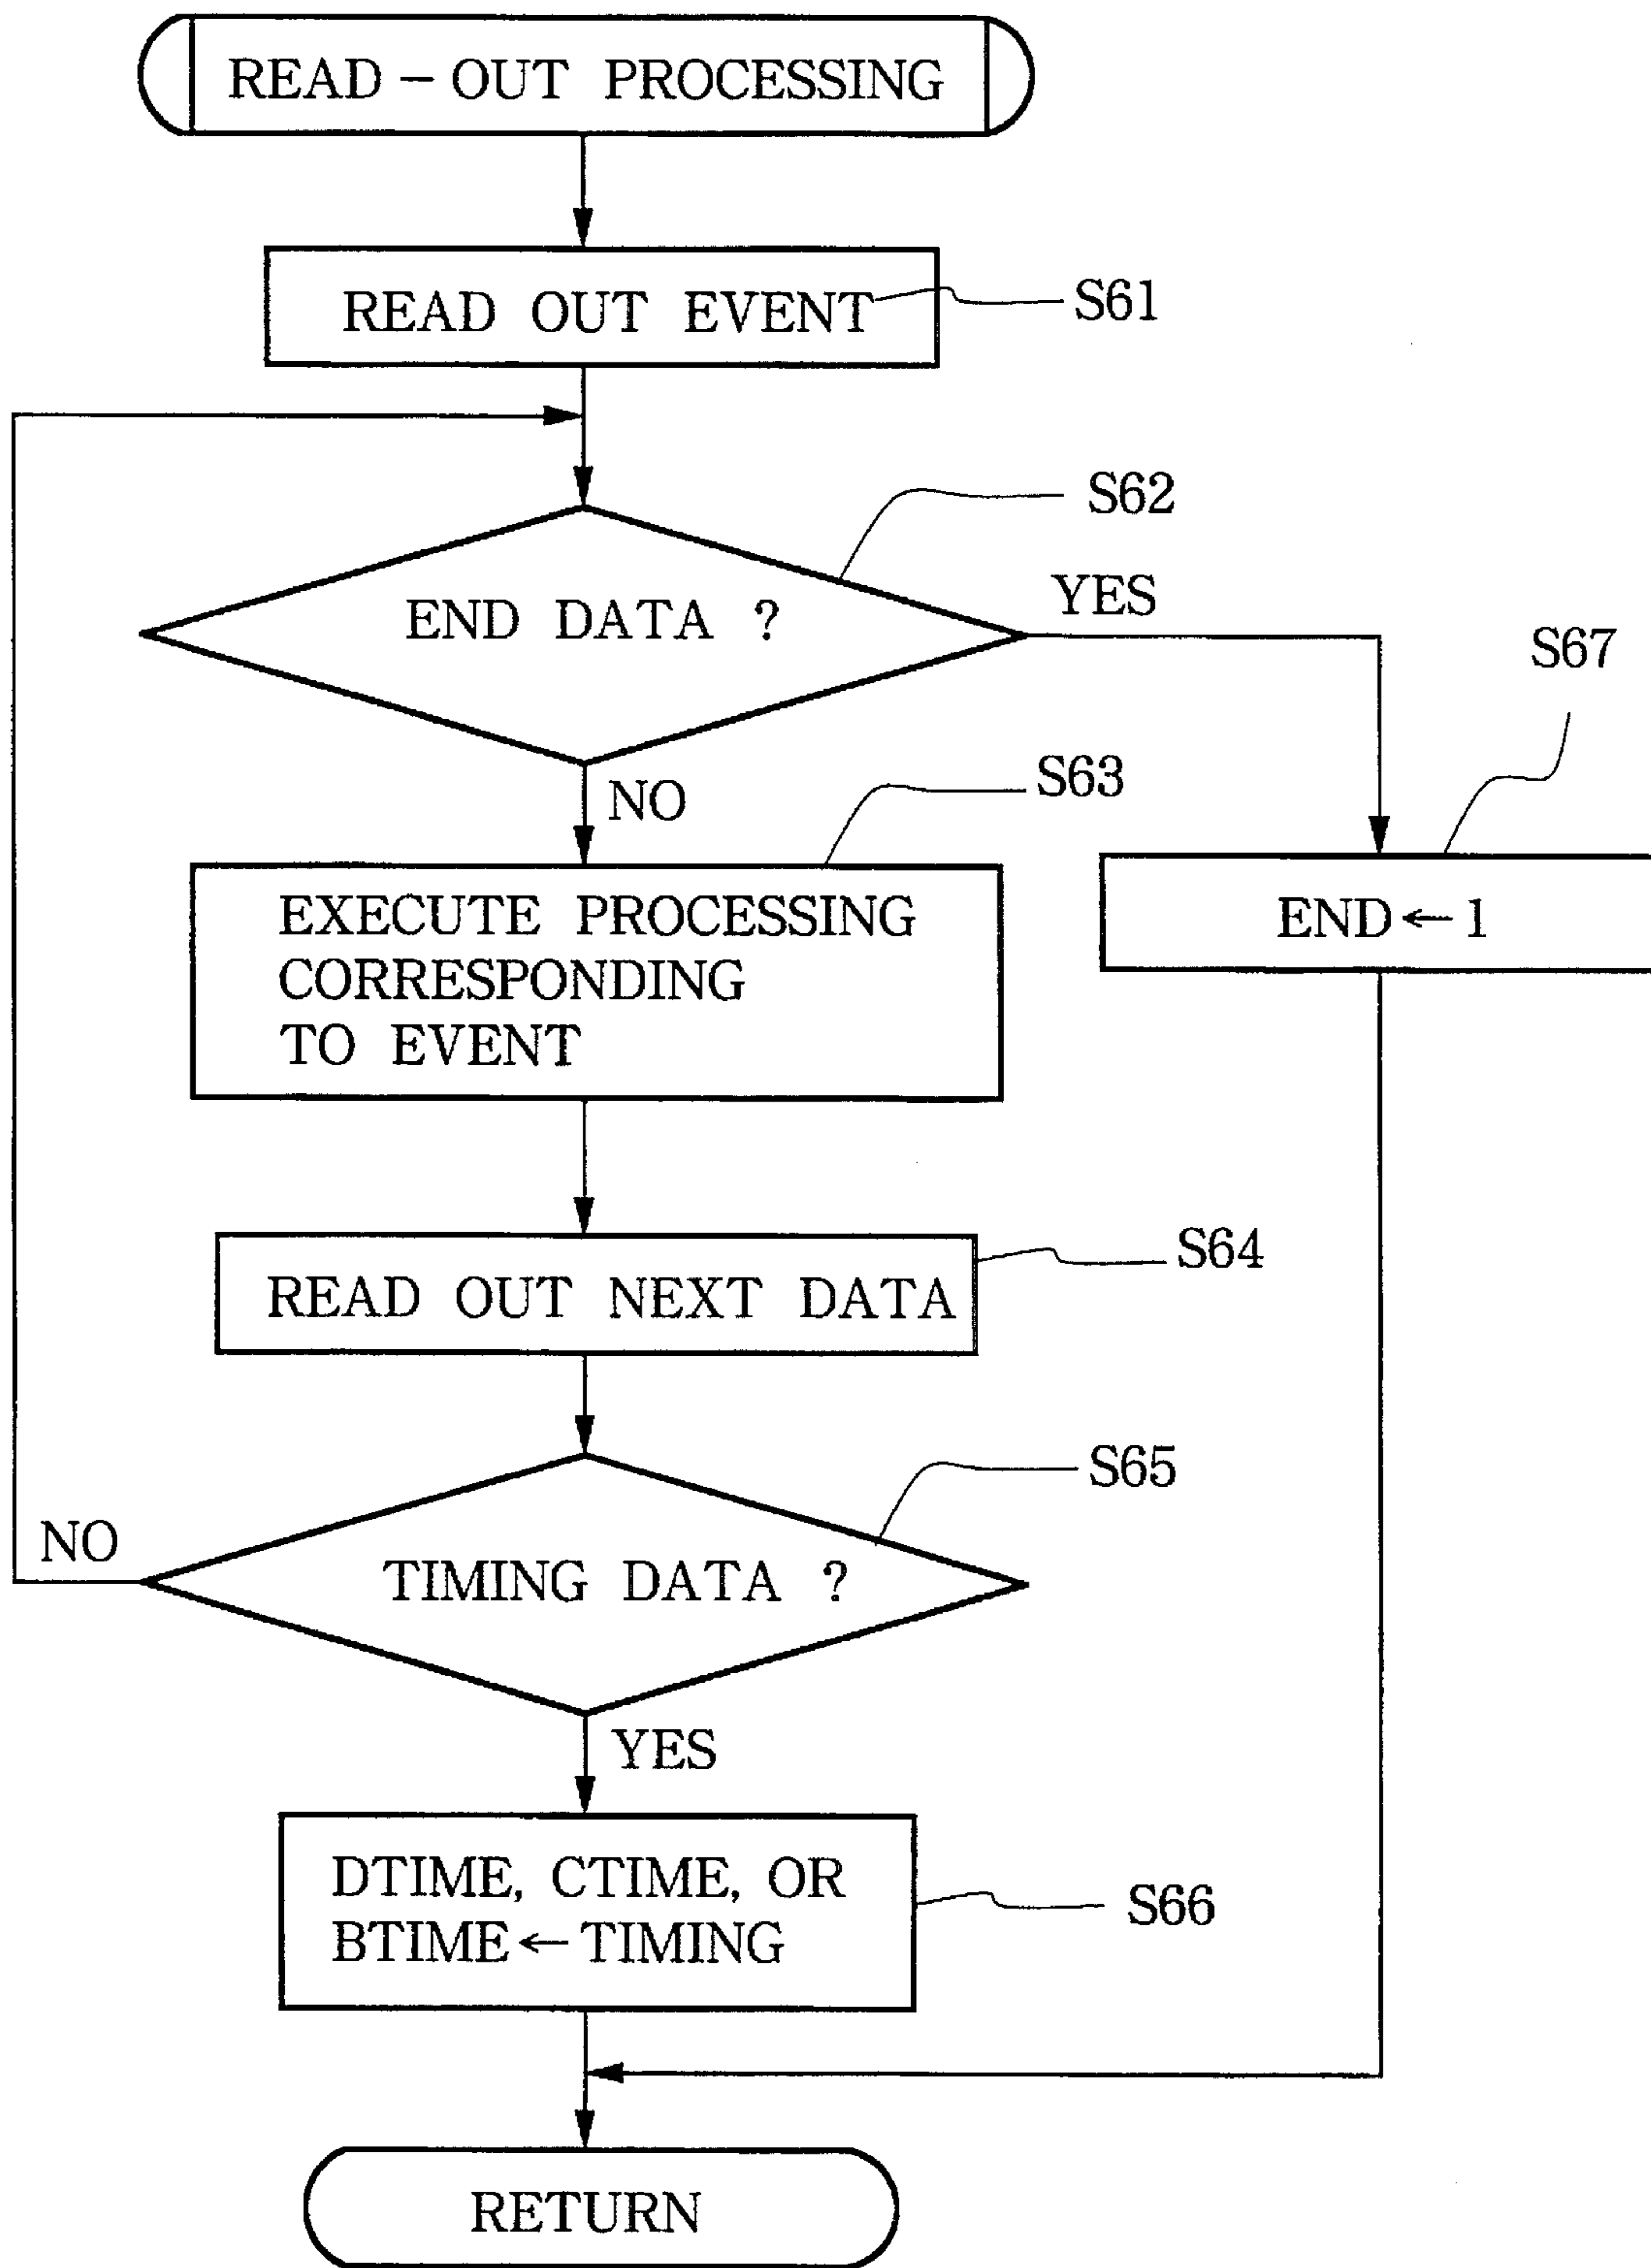 READ – OUT PROCESSING
READ OUT EVENT
S61
S62
END DATA ?
YES
S67
NO
S63
EXECUTE PROCESSING
CORRESPONDING
TO EVENT
END ← 1
READ OUT NEXT DATA
S64
S65
NO
TIMING DATA ?
YES
DTIME, CTIME, OR
BTIME ← TIMING
S66
RETURN